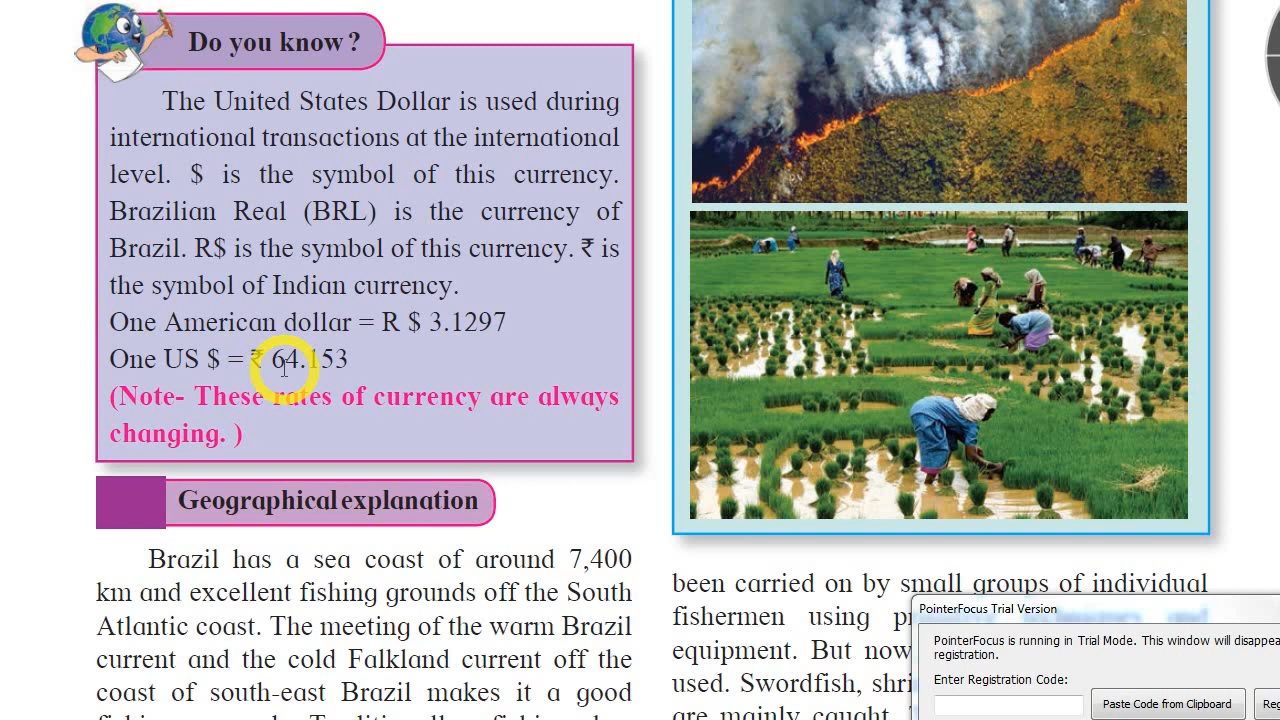 Do you know ?
The United States Dollar is used during
international transactions at the international
level. $ is the symbol of this currency.
Brazilian Real (BRL) is the currency of
Brazil. R$ is the symbol of this currency. ₹ is
the symbol of Indian currency.
One American dollar = R $ 3.1297
One US $ = ₹ 64.153
(Note- These rates of currency are always
changing. )
Geographical explanation
Brazil has a sea coast of around 7,400
km and excellent fishing grounds off the South
Atlantic coast. The meeting of the warm Brazil
current and the cold Falkland current off the
coast of south-east Brazil makes it a good
been carried on by small groups of individual
fishermen using
equipment. But now
used. Swordfish,
are mainly caught.
PointerFocus Trial Version
PointerFocus is running in Trial Mode. This window will
registration.
Enter Registration Code:
Paste Code from Clipboard